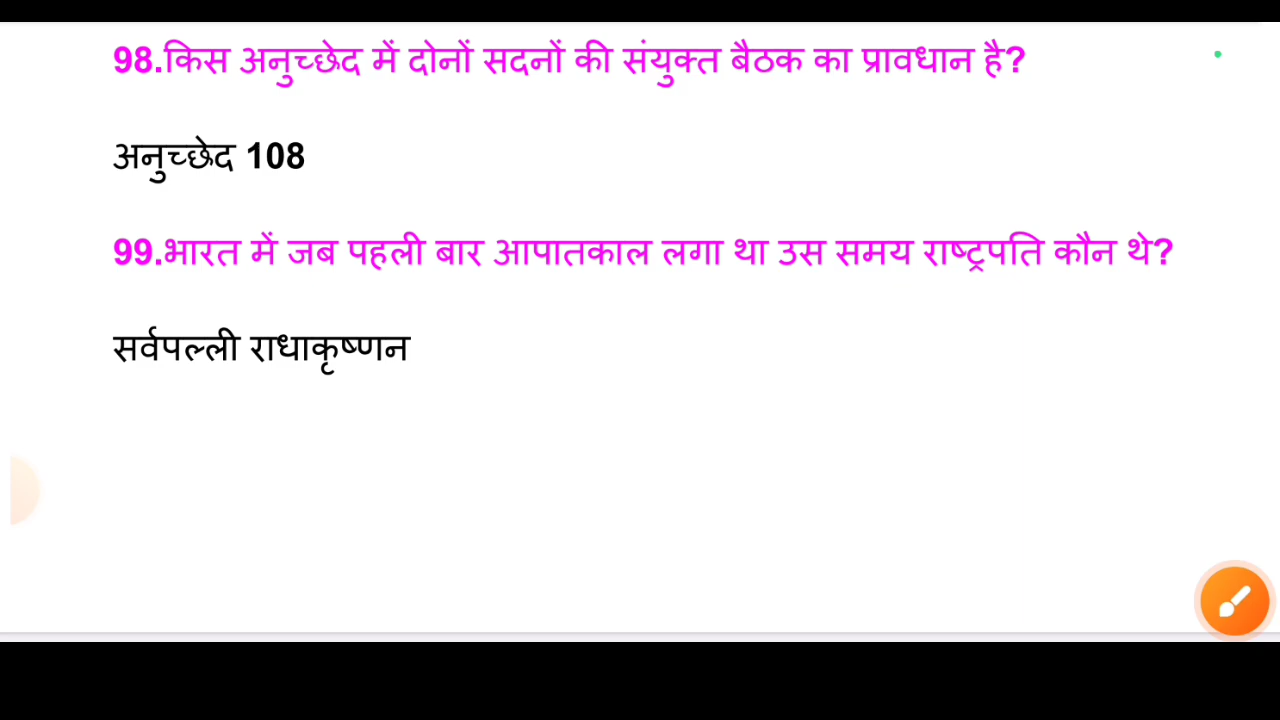 98.किस अनुच्छेद में दोनों सदनों की संयुक्त बैठक का प्रावधान है?
अनुच्छेद 108
99.भारत में जब पहली बार आपातकाल लगा था उस समय राष्ट्रपति कौन थे?
सर्वपल्ली राधाकृष्णन